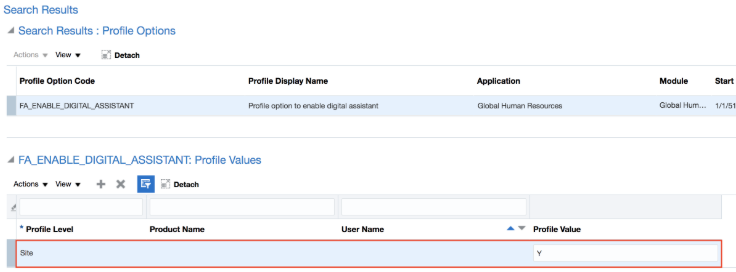 Search Results
Search Results : Profile Options
Actions View Detach
Profile Option Code Profile Display Name Application Module Start
FA_ENABLE_DIGITAL_ASSISTANT Profile option to enable digital assistant Global Human Resources Global Hum... 1/1/51
FA_ENABLE_DIGITAL_ASSISTANT: Profile Values
Actions View Detach
* Profile Level Product Name User Name Profile Value
Site Y